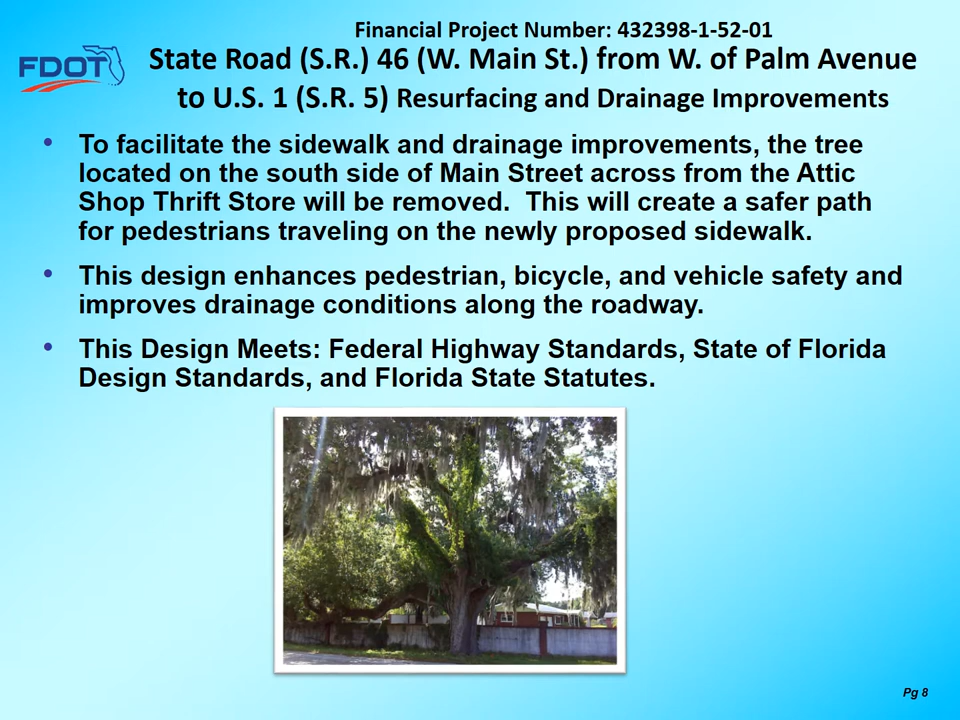 Financial Project Number: 432398-1-52-01
FDOT
State Road (S.R.) 46 (W. Main St.) from W. of Palm Avenue
to U.S. 1 (S.R. 5) Resurfacing and Drainage Improvements
• To facilitate the sidewalk and drainage improvements, the tree
located on the south side of Main Street across from the Attic
Shop Thrift Store will be removed.  This will create a safer path
for pedestrians traveling on the newly proposed sidewalk.
• This design enhances pedestrian, bicycle, and vehicle safety and
improves drainage conditions along the roadway.
• This Design Meets: Federal Highway Standards, State of Florida
Design Standards, and Florida State Statutes.
Pg 8